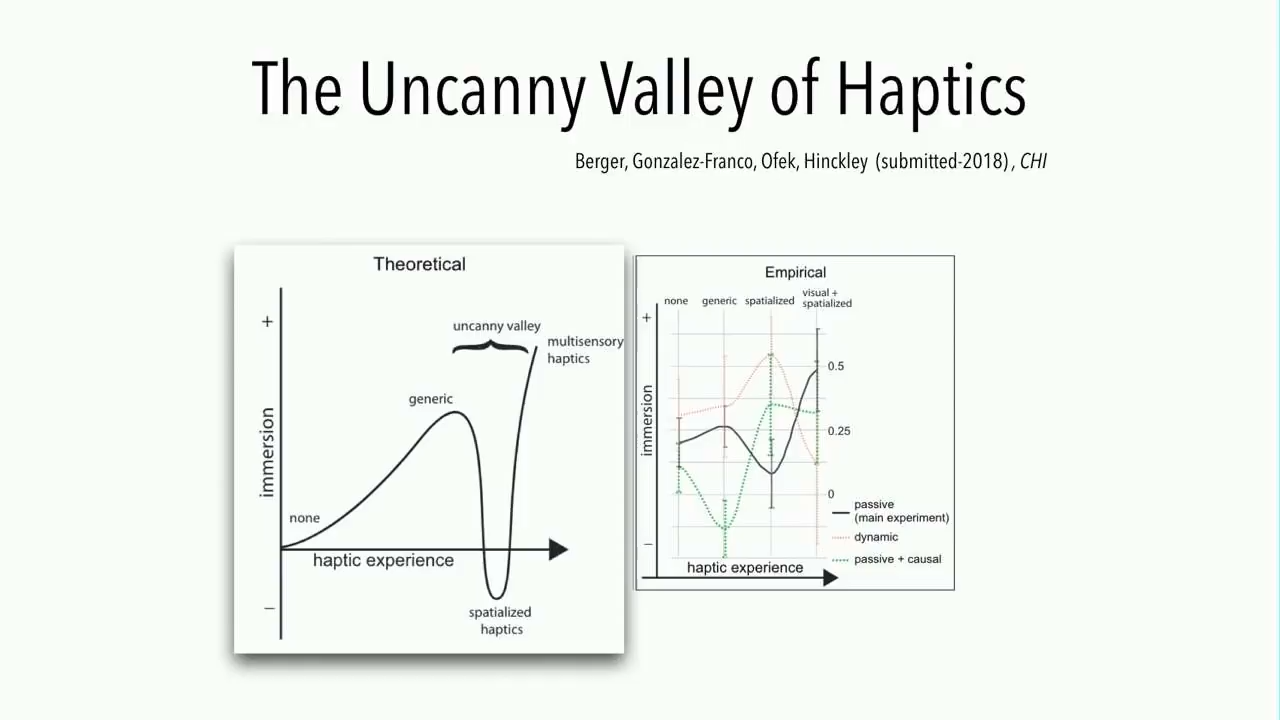 The Uncanny Valley of Haptics
Berger, Gonzalez-Franco, Ofek, Hinckley (submitted-2018), CHI
Theoretical
+
uncanny valley
multisensory
haptics
generic
immersion
none
haptic experience
–
spatialized
haptics
Empirical
none
generic
spatialized
visual +
spatialized
+
0.5
immersion
0.25
0
passive
(main experiment)
dynamic
–
passive + causal
haptic experience